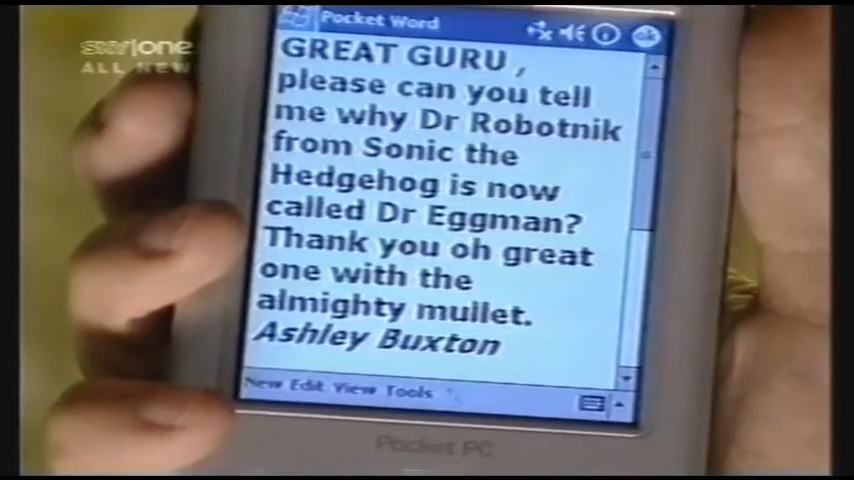 sky one
ALL NEW
Pocket Word
ok
GREAT GURU ,
please can you tell
me why Dr Robotnik
from Sonic the
Hedgehog is now
called Dr Eggman?
Thank you oh great
one with the
almighty mullet.
Ashley Buxton
New Edit View Tools
Pocket PC